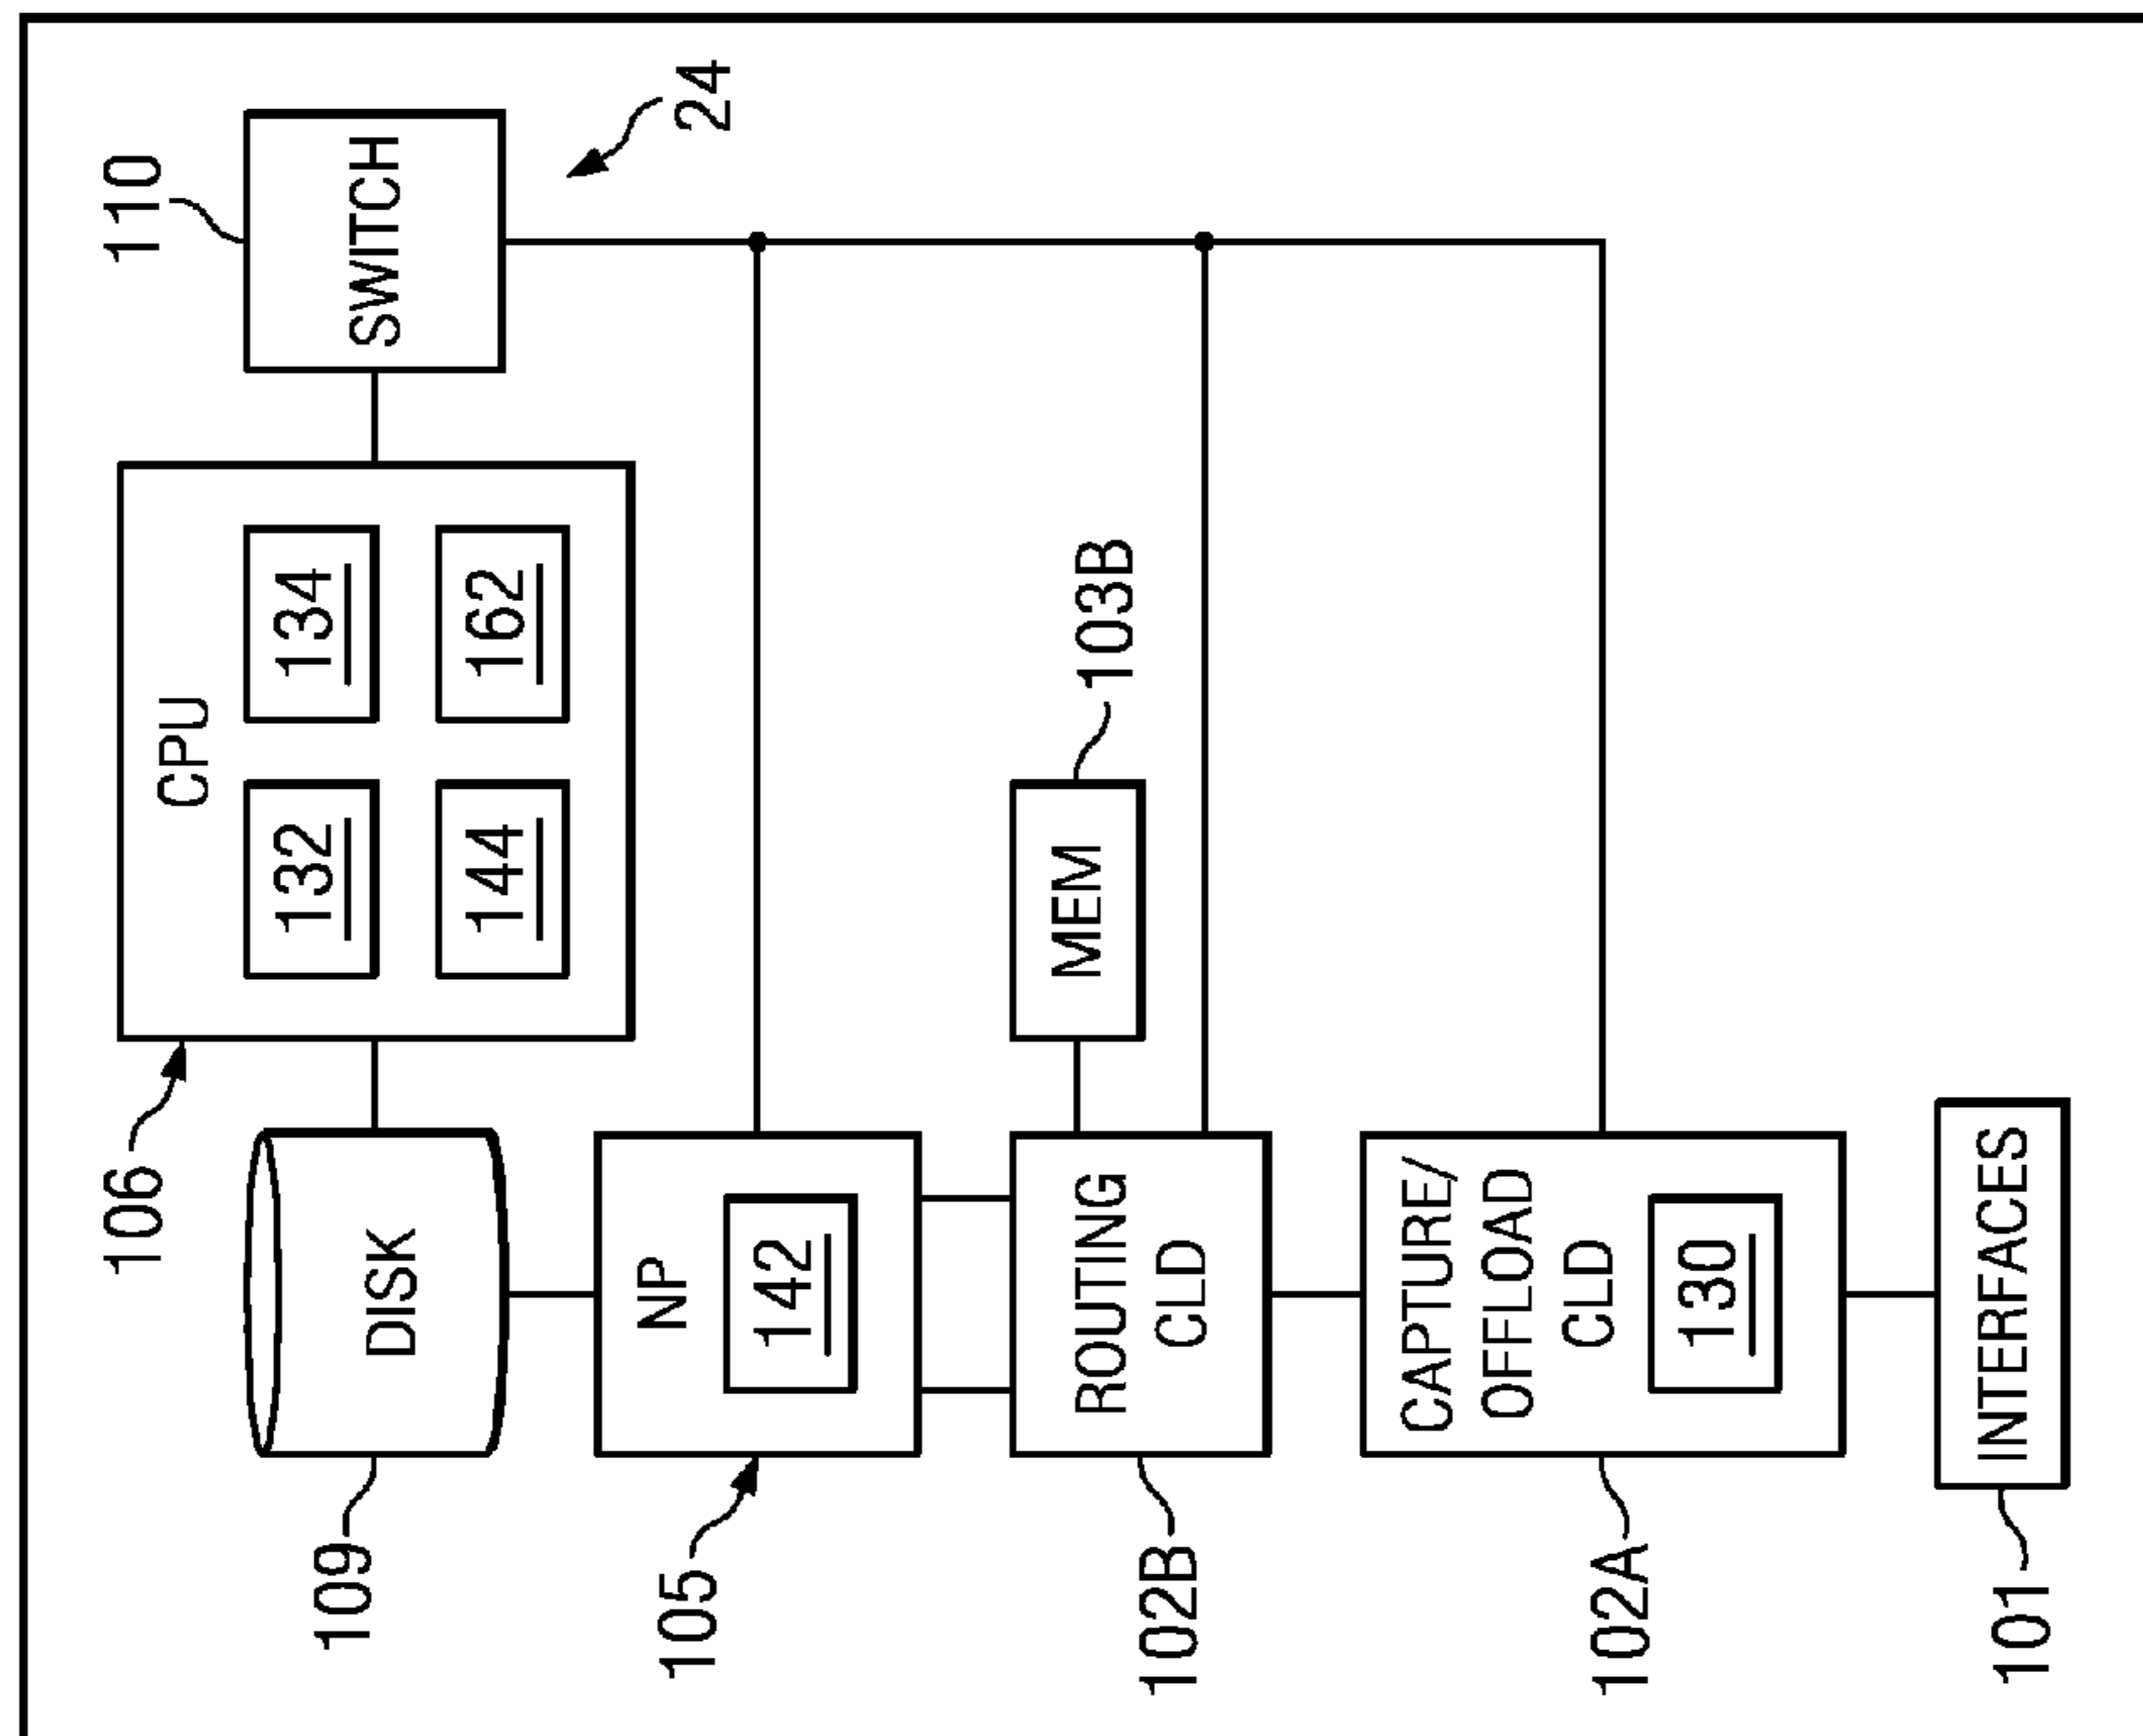 110
SWITCH
24
CPU
134
132
162
144
106
103B
MEM
DISK
109
NP
142
105
ROUTING
CLD
102B
CAPTURE/
OFFLOAD
CLD
130
102A
INTERFACES
101